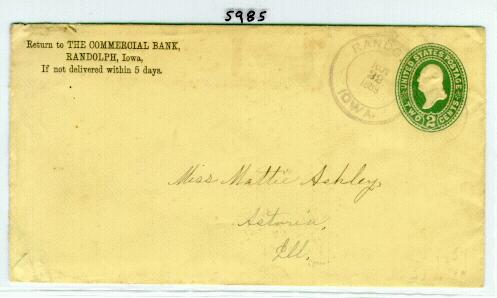 5985
Return to THE COMMERCIAL BANK,
RANDOLPH, Iowa,
If not delivered within 5 days.
RANDO
IOWA
UNITED STATES POSTAGE
TWO 2 CENTS
Miss Mattie Ashley,
Astoria,
Ill.